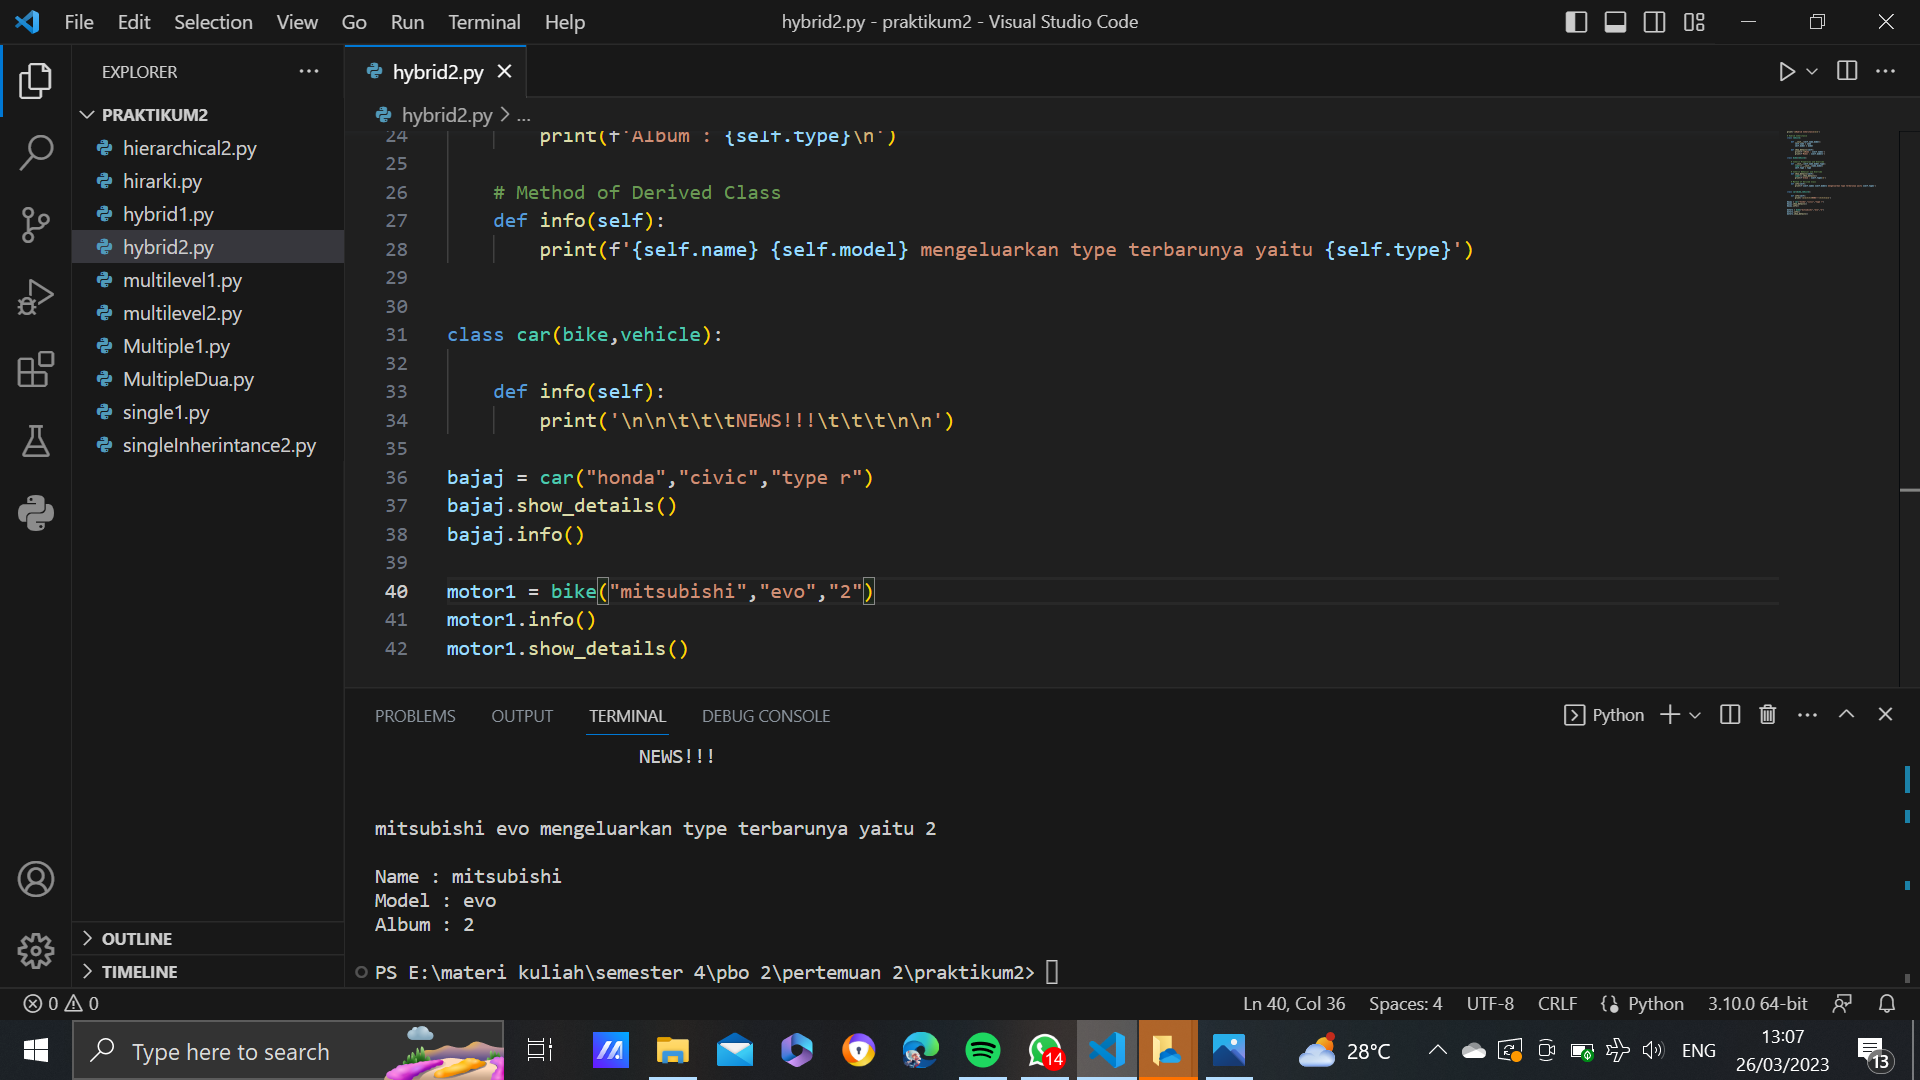 File Edit Selection View Go Run Terminal Help
hybrid2.py - praktikum2 - Visual Studio Code
EXPLORER
PRAKTIKUM2
hierarchical2.py
hirarki.py
hybrid1.py
hybrid2.py
multilevel1.py
multilevel2.py
Multiple1.py
MultipleDua.py
single1.py
singleInherintance2.py
OUTLINE
TIMELINE
hybrid2.py
hybrid2.py > ...
24 print(f'Album : {self.type}\n')
25
26 # Method of Derived Class
27 def info(self):
28 print(f'{self.name} {self.model} mengeluarkan type terbarunya yaitu {self.type}')
29
30
31 class car(bike,vehicle):
32
33 def info(self):
34 print('\n\n\t\t\tNEWS!!!\t\t\t\n\n')
35
36 bajaj = car("honda","civic","type r")
37 bajaj.show_details()
38 bajaj.info()
39
40 motor1 = bike("mitsubishi","evo","2")
41 motor1.info()
42 motor1.show_details()
PROBLEMS OUTPUT TERMINAL DEBUG CONSOLE
Python
NEWS!!!
mitsubishi evo mengeluarkan type terbarunya yaitu 2
Name : mitsubishi
Model : evo
Album : 2
PS E:\materi kuliah\semester 4\pbo 2\pertemuan 2\praktikum2>
0 0
Ln 40, Col 36 Spaces: 4 UTF-8 CRLF Python 3.10.0 64-bit
Type here to search
14
28°C
ENG
13:07
26/03/2023
13